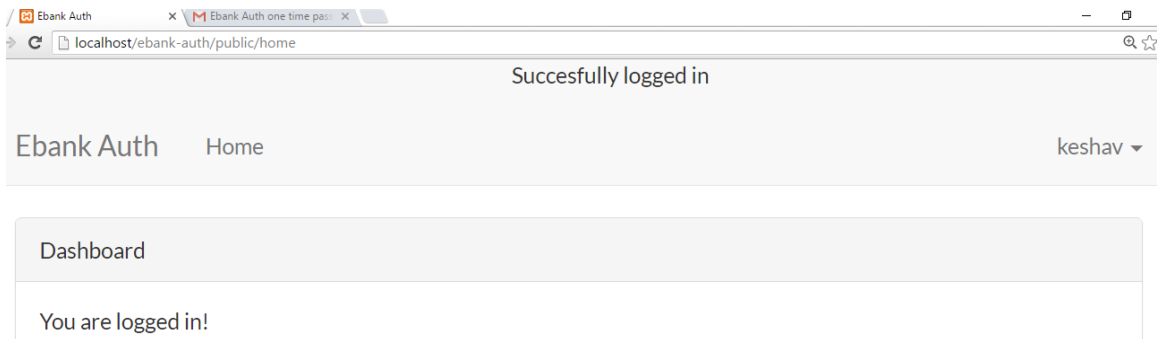 Ebank Auth
Ebank Auth one time pas
localhost/ebank-auth/public/home
Succesfully logged in
Ebank Auth Home keshav
Dashboard
You are logged in!